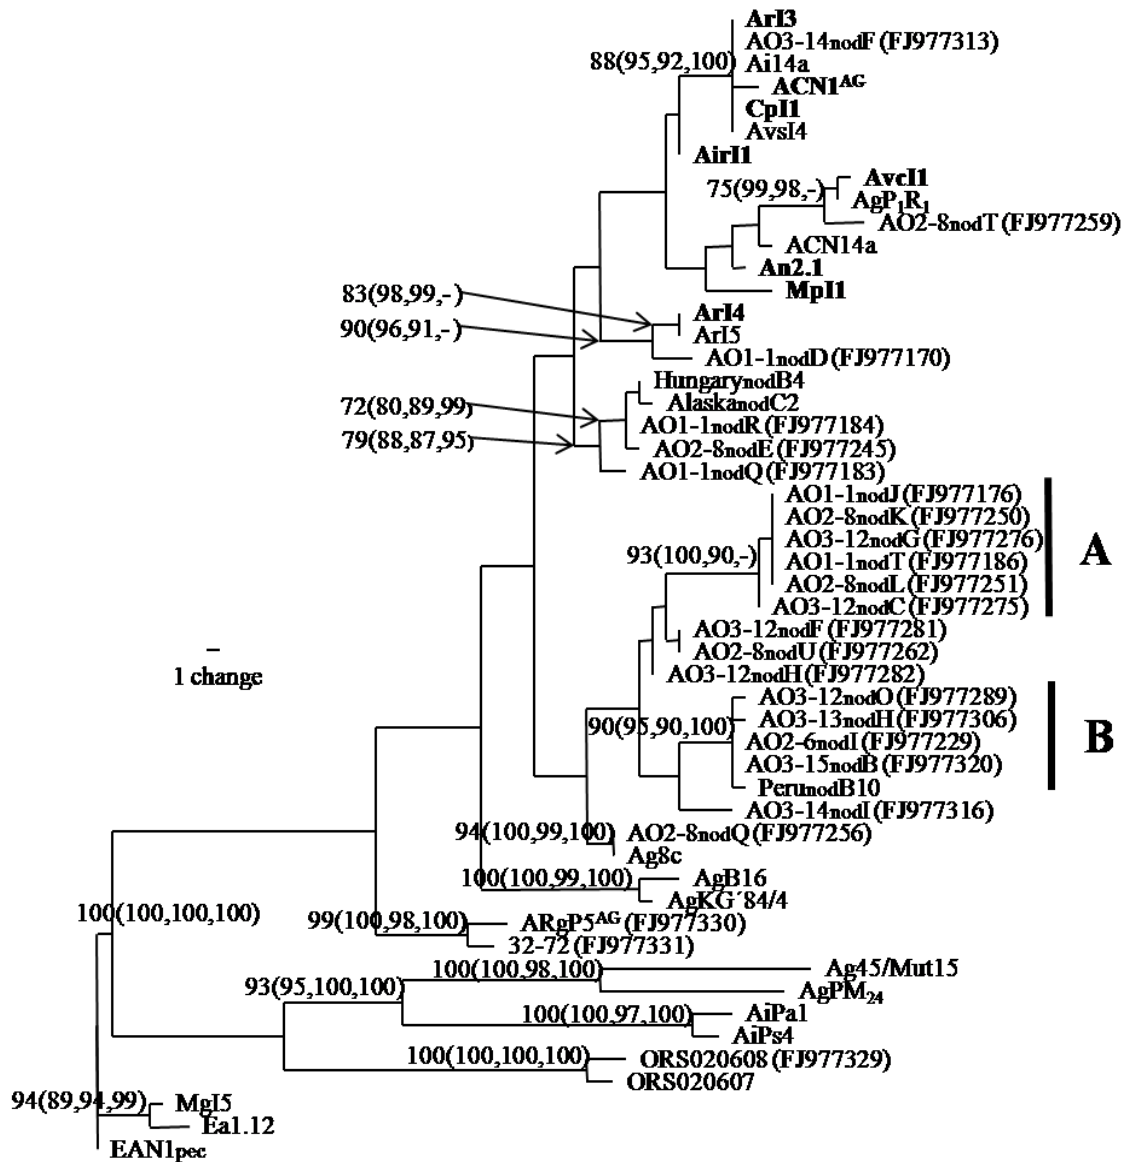 ArI3
AO3-14nodF (FJ977313)
88(95,92,100)
Ai14a
ACN1AG
CpI1
AvsI4
AirI1
AvcI1
75(99,98,-)
AgP1R1
AO2-8nodT (FJ977259)
ACN14a
An2.1
MpI1
83(98,99,-)
ArI4
90(96,91,-)
ArI5
AO1-1nodD (FJ977170)
HungarynodB4
72(80,89,99)
AlaskanodC2
AO1-1nodR (FJ977184)
79(88,87,95)
AO2-8nodE (FJ977245)
AO1-1nodQ (FJ977183)
AO1-1nodJ (FJ977176)
AO2-8nodK (FJ977250)
AO3-12nodG (FJ977276)
A
93(100,90,-)
AO1-1nodT (FJ977186)
AO2-8nodL (FJ977251)
AO3-12nodC (FJ977275)
AO3-12nodF (FJ977281)
AO2-8nodU (FJ977262)
1 change
AO3-12nodH (FJ977282)
AO3-12nodO (FJ977289)
90(95,90,100)
AO3-13nodH (FJ977306)
B
AO2-6nodI (FJ977229)
AO3-15nodB (FJ977320)
PerunodB10
AO3-14nodI (FJ977316)
94(100,99,100)
AO2-8nodQ (FJ977256)
Ag8c
100(100,99,100)
AgB16
AgKG´84/4
100(100,100,100)
99(100,98,100)
ARgP5AG (FJ977330)
32-72 (FJ977331)
100(100,98,100)
Ag45/Mut15
93(95,100,100)
AgPM24
100(100,97,100)
AiPa1
AiPs4
100(100,100,100)
ORS020608 (FJ977329)
ORS020607
94(89,94,99)
MgI5
Ea1.12
EAN1pec